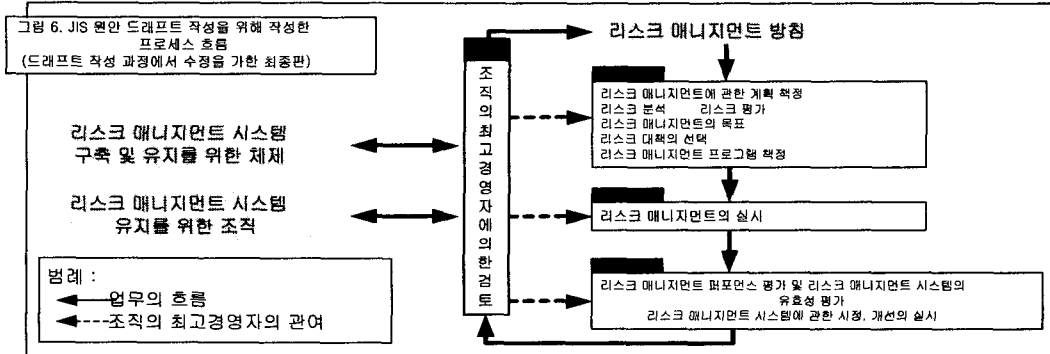 그림 6. JIS 원안 드래프트 작성을 위해 작성한
프로세스 흐름
(드래프트 작성 과정에서 수정을 가한 최종판)
리스크 매니지먼트 방침
조직의최고경영자에의한검토
리스크 매니지먼트에 관한 계획 책정
리스크 분석 리스크 평가
리스크 매니지먼트의 목표
리스크 대책의 선택
리스크 매니지먼트 프로그램 책정
리스크 매니지먼트 시스템
구축 및 유지를 위한 체제
리스크 매니지먼트 시스템
유지를 위한 조직
리스크 매니지먼트의 실시
리스크 매니지먼트 퍼포먼스 평가 및 리스크 매니지먼트 시스템의
유효성 평가
리스크 매니지먼트 시스템에 관한 시정, 개선의 실시
범례 :
업무의 흐름
조직의 최고경영자의 관여